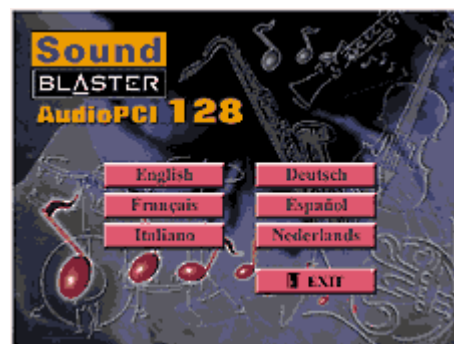 Sound
BLASTER
AudioPCI 128
English
Deutsch
Français
Español
Italiano
Nederlands
EXIT